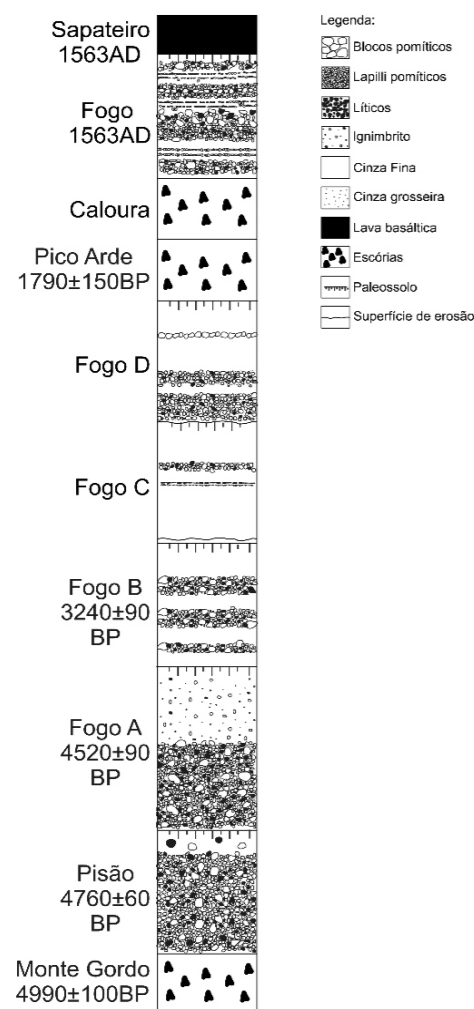 Sapateiro
1563AD
Fogo
1563AD
Caloura
Pico Arde
1790±150BP
Fogo D
Fogo C
Fogo B
3240±90
BP
Fogo A
4520±90
BP
Pisão
4760±60
BP
Monte Gordo
4990±100BP
Legenda:
Blocos pomíticos
Lapilli pomíticos
Líticos
Ignimbrito
Cinza Fina
Cinza grosseira
Lava basáltica
Escórias
Paleossolo
Superfície de erosão